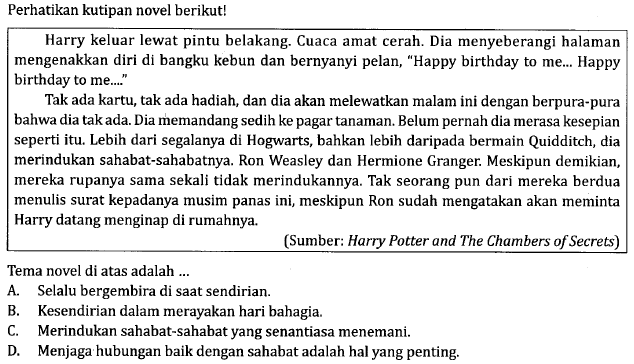 Perhatikan kutipan novel berikut!
Harry keluar lewat pintu belakang. Cuaca amat cerah. Dia menyeberangi halaman
mengenakkan diri di bangku kebun dan bernyanyi pelan, “Happy birthday to me... Happy
birthday to me....”
Tak ada kartu, tak ada hadiah, dan dia akan melewatkan malam ini dengan berpura-pura
bahwa dia tak ada. Dia memandang sedih ke pagar tanaman. Belum pernah dia merasa kesepian
seperti itu. Lebih dari segalanya di Hogwarts, bahkan lebih daripada bermain Quidditch, dia
merindukan sahabat-sahabatnya. Ron Weasley dan Hermione Granger. Meskipun demikian,
mereka rupanya sama sekali tidak merindukannya. Tak seorang pun dari mereka berdua
menulis surat kepadanya musim panas ini, meskipun Ron sudah mengatakan akan meminta
Harry datang menginap di rumahnya.
(Sumber: Harry Potter and The Chambers of Secrets)
Tema novel di atas adalah ...
A. Selalu bergembira di saat sendirian.
B. Kesendirian dalam merayakan hari bahagia.
C. Merindukan sahabat-sahabat yang senantiasa menemani.
D. Menjaga hubungan baik dengan sahabat adalah hal yang penting.